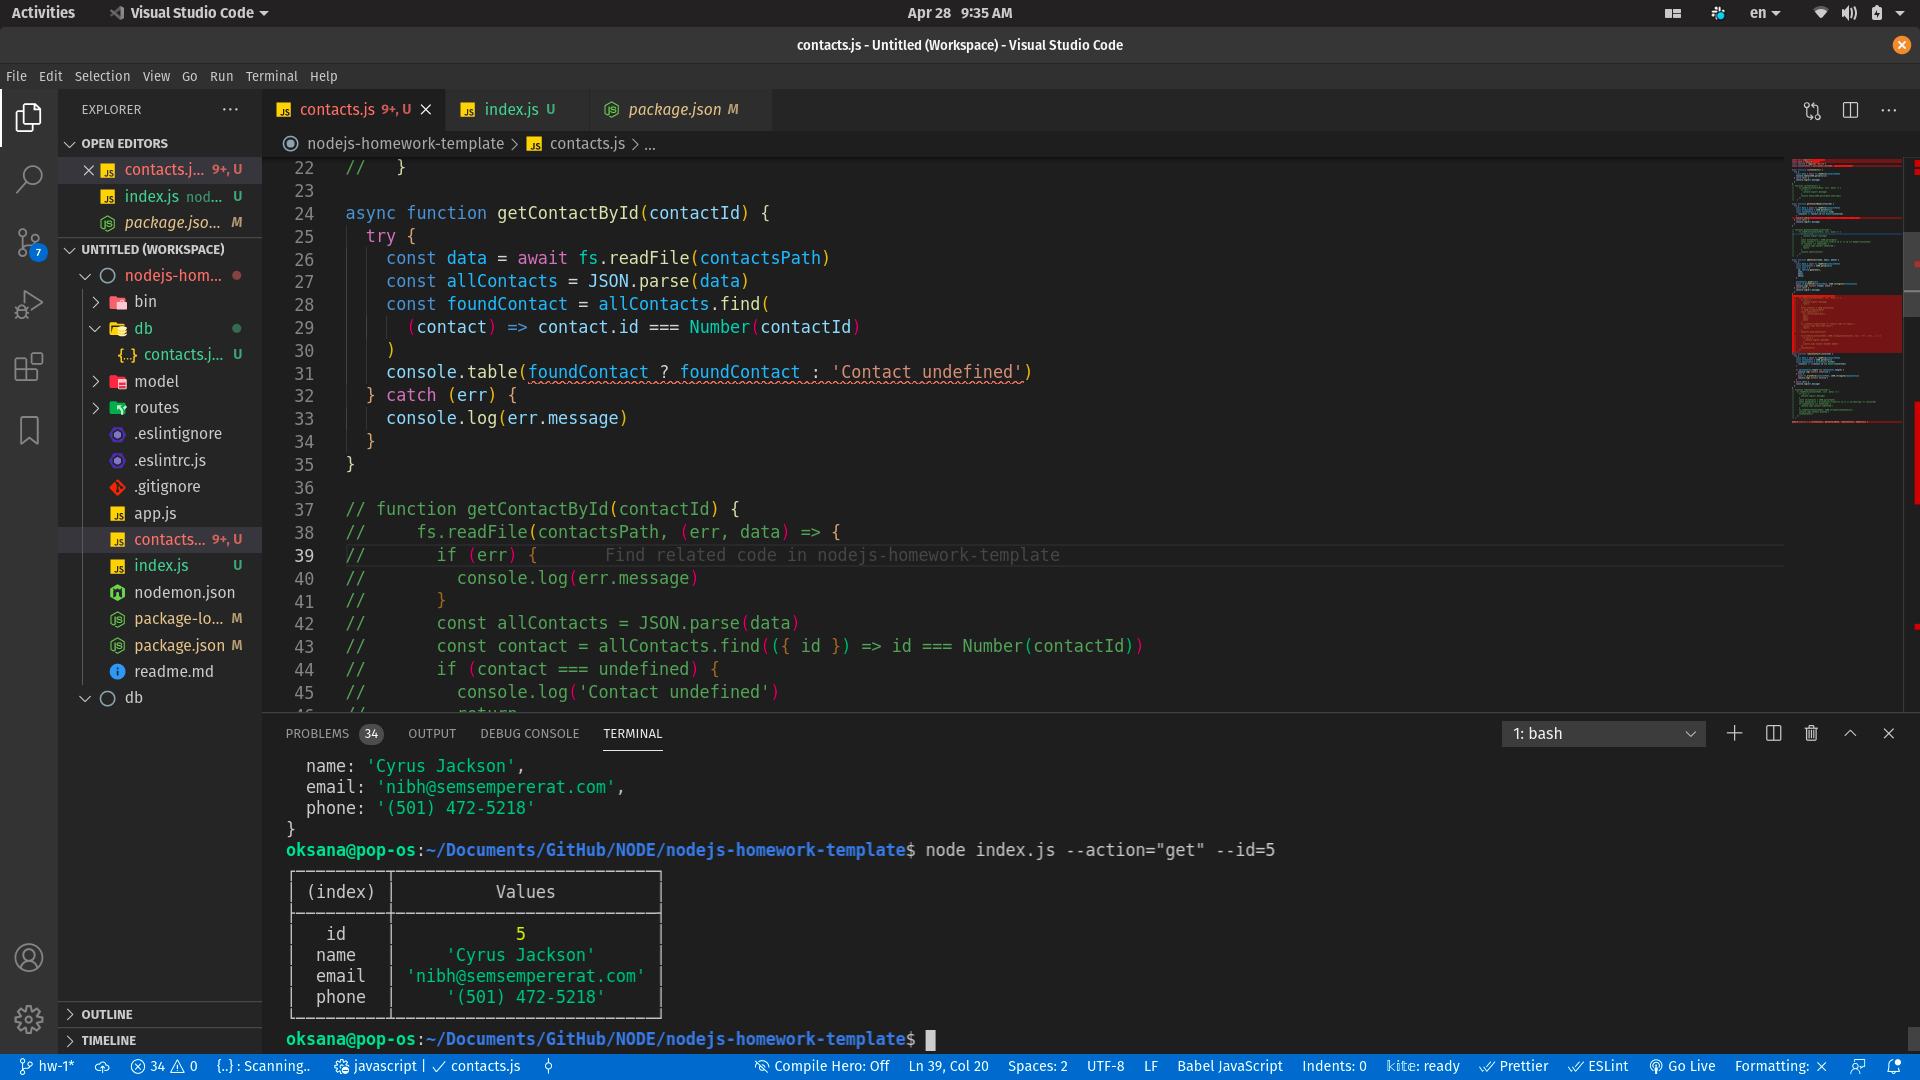 Activities
Visual Studio Code
Apr 28 9:35 AM
en
contacts.js - Untitled (Workspace) - Visual Studio Code
File Edit Selection View Go Run Terminal Help
EXPLORER
OPEN EDITORS
contacts.j... 9+, U
index.js nod... U
package.jso... M
UNTITLED (WORKSPACE)
nodejs-hom...
bin
db
contacts.j... U
model
routes
.eslintignore
.eslintrc.js
.gitignore
app.js
contacts... 9+, U
index.js U
nodemon.json
package-lo... M
package.json M
readme.md
db
OUTLINE
TIMELINE
7
contacts.js 9+, U
index.js U
package.json M
nodejs-homework-template > contacts.js > ...
22 //   }
23
24 async function getContactById(contactId) {
25   try {
26     const data = await fs.readFile(contactsPath)
27     const allContacts = JSON.parse(data)
28     const foundContact = allContacts.find(
29       (contact) => contact.id === Number(contactId)
30     )
31     console.table(foundContact ? foundContact : 'Contact undefined')
32   } catch (err) {
33     console.log(err.message)
34   }
35 }
36
37 // function getContactById(contactId) {
38 //     fs.readFile(contactsPath, (err, data) => {
39 //       if (err) {       Find related code in nodejs-homework-template
40 //         console.log(err.message)
41 //       }
42 //       const allContacts = JSON.parse(data)
43 //       const contact = allContacts.find(({ id }) => id === Number(contactId))
44 //       if (contact === undefined) {
45 //         console.log('Contact undefined')
46 //         return
PROBLEMS 34 OUTPUT DEBUG CONSOLE TERMINAL
1: bash
name: 'Cyrus Jackson',
email: 'nibh@semsempererat.com',
phone: '(501) 472-5218'
}
oksana@pop-os:~/Documents/GitHub/NODE/nodejs-homework-template$ node index.js --action="get" --id=5
(index) Values
id 5
name 'Cyrus Jackson'
email 'nibh@semsempererat.com'
phone '(501) 472-5218'
oksana@pop-os:~/Documents/GitHub/NODE/nodejs-homework-template$
hw-1* 34 0 {..} : Scanning.. javascript | contacts.js
Compile Hero: Off Ln 39, Col 20 Spaces: 2 UTF-8 LF Babel JavaScript Indents: 0 kite: ready Prettier ESLint Go Live Formatting: